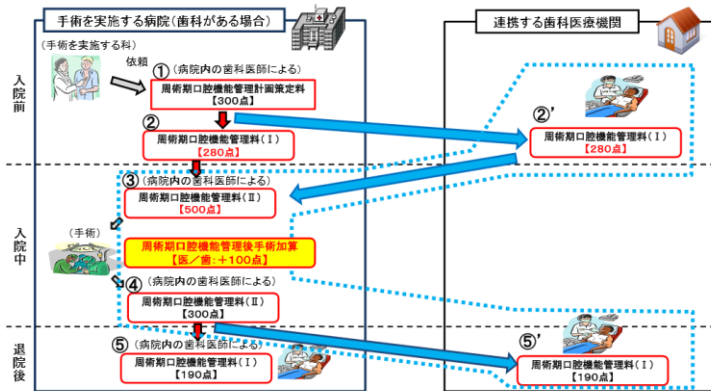 手術を実施する病院(歯科がある場合)
連携する歯科医療機関
(手術を実施する科)
依頼
入院前
① (病院内の歯科医師による)
周術期口腔機能管理計画策定料
【300点】
②
周術期口腔機能管理料(Ⅰ)
【280点】
②'
周術期口腔機能管理料(Ⅰ)
【280点】
入院中
③ (病院内の歯科医師による)
周術期口腔機能管理料(Ⅱ)
【500点】
(手術)
周術期口腔機能管理後手術加算
【医/歯:+100点】
④ (病院内の歯科医師による)
周術期口腔機能管理料(Ⅱ)
【300点】
退院後
⑤ (病院内の歯科医師による)
周術期口腔機能管理料(Ⅰ)
【190点】
⑤'
周術期口腔機能管理料(Ⅰ)
【190点】